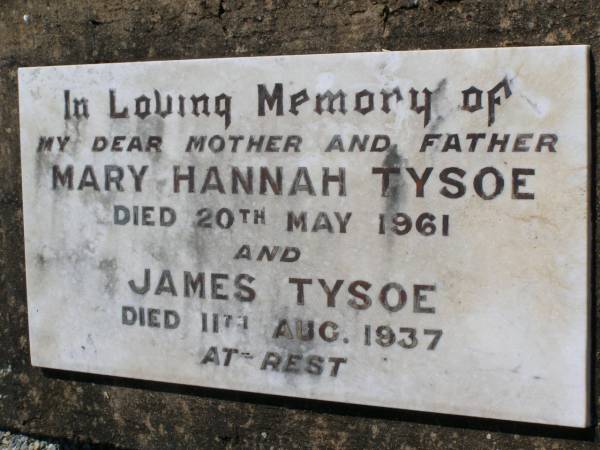 In Loving Memory of
MY DEAR MOTHER AND FATHER
MARY HANNAH TYSOE
DIED 20TH MAY 1961
AND
JAMES TYSOE
DIED 11TH AUG. 1937
AT REST